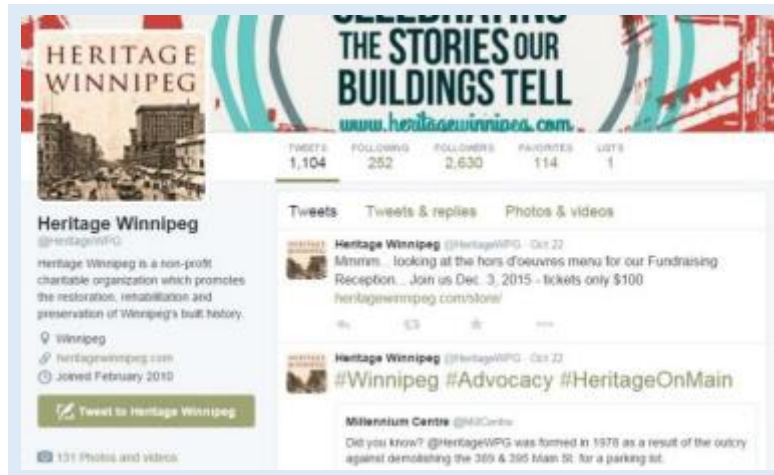 CELEBRATING
THE STORIES OUR
BUILDINGS TELL
www.heritagewinnipeg.com
HERITAGE
WINNIPEG
TWEETS FOLLOWING FOLLOWERS FAVORITES LISTS
1,104 252 2,630 114 1
Heritage Winnipeg
@HeritageWPG
Heritage Winnipeg is a non-profit
charitable organization which promotes
the restoration, rehabilitation and
preservation of Winnipeg's built history.
Winnipeg
heritagewinnipeg.com
Joined February 2010
Tweet to Heritage Winnipeg
131 Photos and videos
Tweets Tweets & replies Photos & videos
Heritage Winnipeg @HeritageWPG · Oct 22
Mmmm... looking at the hors d'oeuvres menu for our Fundraising
Reception... Join us Dec. 3, 2015 - tickets only $100
heritagewinnipeg.com/store/
Heritage Winnipeg @HeritageWPG · Oct 22
#Winnipeg #Advocacy #HeritageOnMain
Millennium Centre @MillCentre
Did you know? @HeritageWPG was formed in 1978 as a result of the outcry
against demolishing the 389 & 395 Main St. for a parking lot.